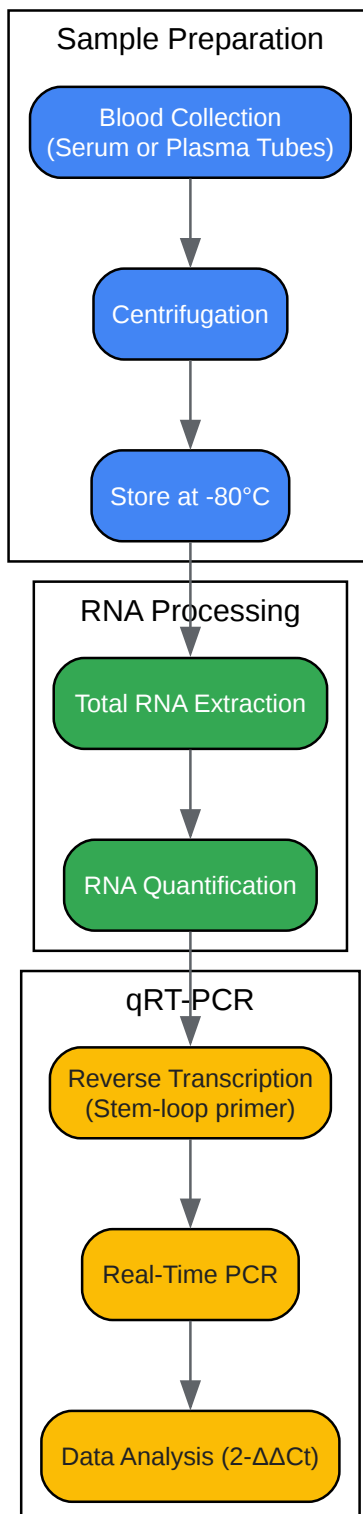 Sample Preparation
Blood Collection
(Serum or Plasma Tubes)
Centrifugation
Store at -80°C
RNA Processing
Total RNA Extraction
RNA Quantification
qRT-PCR
Reverse Transcription
(Stem-loop primer)
Real-Time PCR
Data Analysis (2-ΔΔCt)